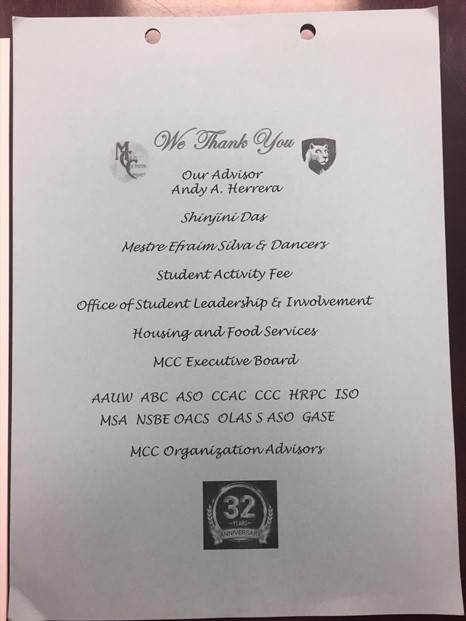 We Thank You
MCC
Our Advisor
Andy A. Herrera
Shinjini Das
Mestre Efraim Silva & Dancers
Student Activity Fee
Office of Student Leadership & Involvement
Housing and Food Services
MCC Executive Board
AAUW ABC ASO CCAC CCC HRPC ISO
MSA NSBE OACS OLAS S ASO GASE
MCC Organization Advisors
32
YEARS
ANNIVERSARY